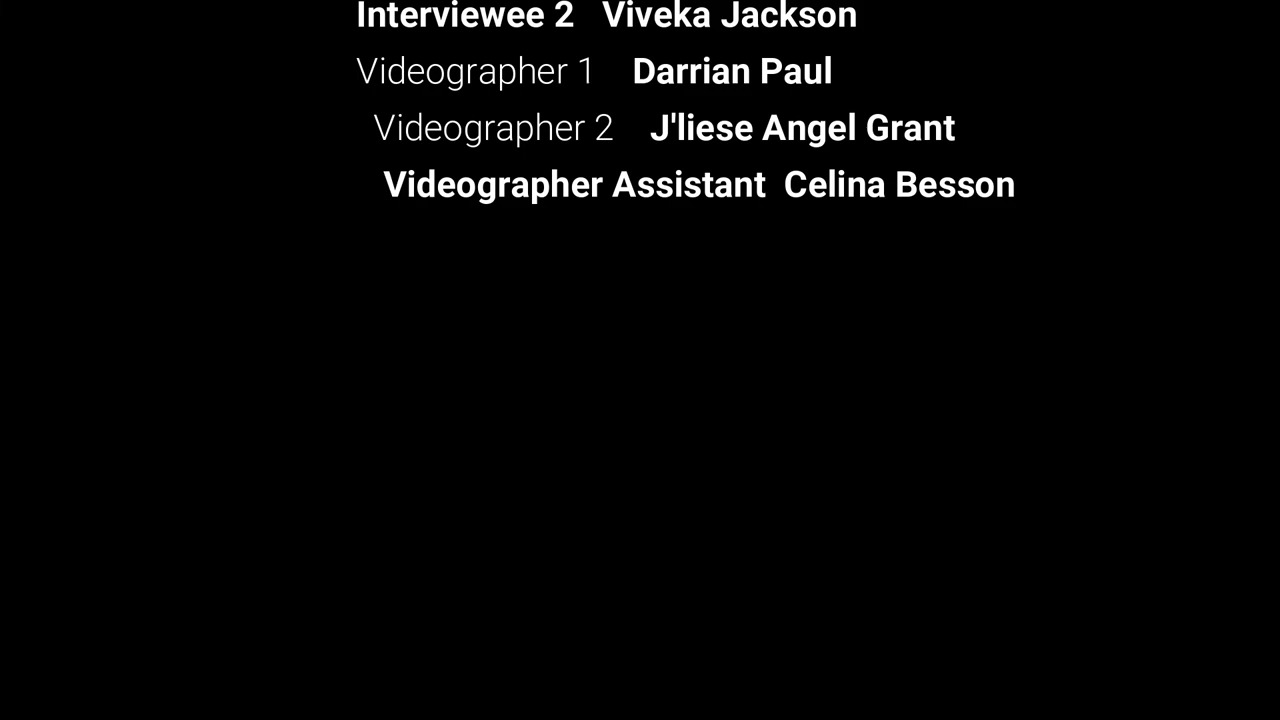 Interviewee 2 Viveka Jackson
Videographer 1 Darrian Paul
Videographer 2 J'liese Angel Grant
Videographer Assistant Celina Besson